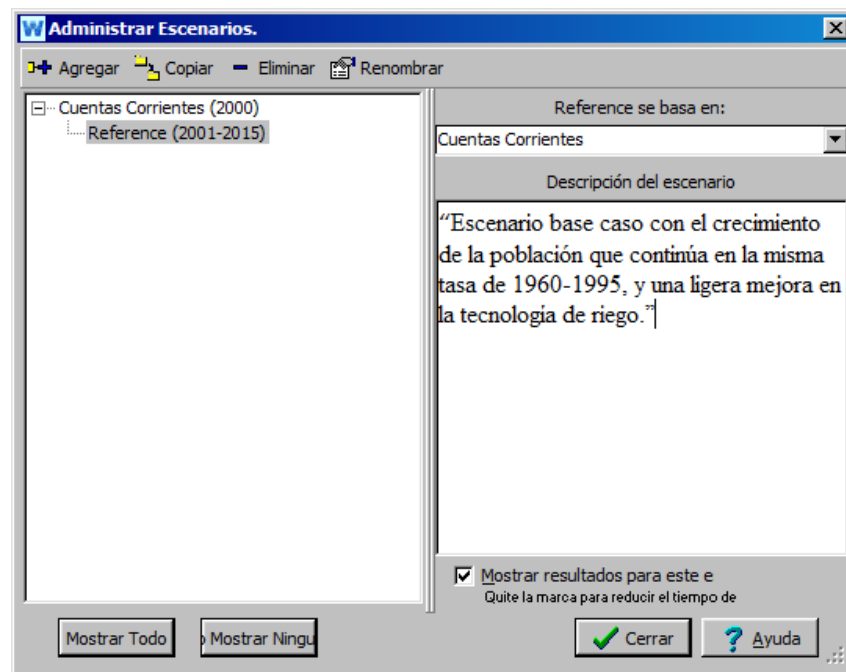 Administrar Escenarios.
Agregar Copiar Eliminar Renombrar
Cuentas Corrientes (2000)
Reference (2001-2015)
Reference se basa en:
Cuentas Corrientes
Descripción del escenario
“Escenario base caso con el crecimiento
de la población que continúa en la misma
tasa de 1960-1995, y una ligera mejora en
la tecnología de riego.”
Mostrar resultados para este e
Quite la marca para reducir el tiempo de
Mostrar Todo Mostrar Ningu Cerrar Ayuda